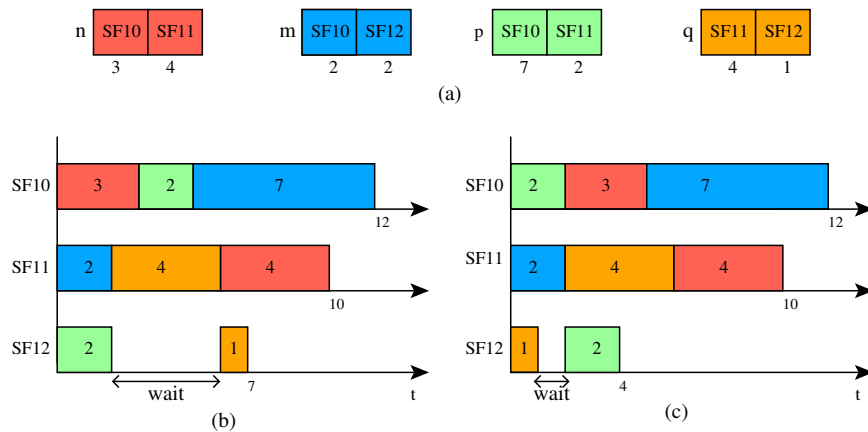 n SF10 SF11 m SF10 SF12 p SF10 SF11 q SF11 SF12
3 4 2 2 7 2 4 1
(a)
SF10 3 2 7
12
SF11 2 4 4
10
SF12 2 1
wait 7 t
(b)
SF10 2 3 7
12
SF11 2 4 4
10
SF12 1 2
wait 4 t
(c)